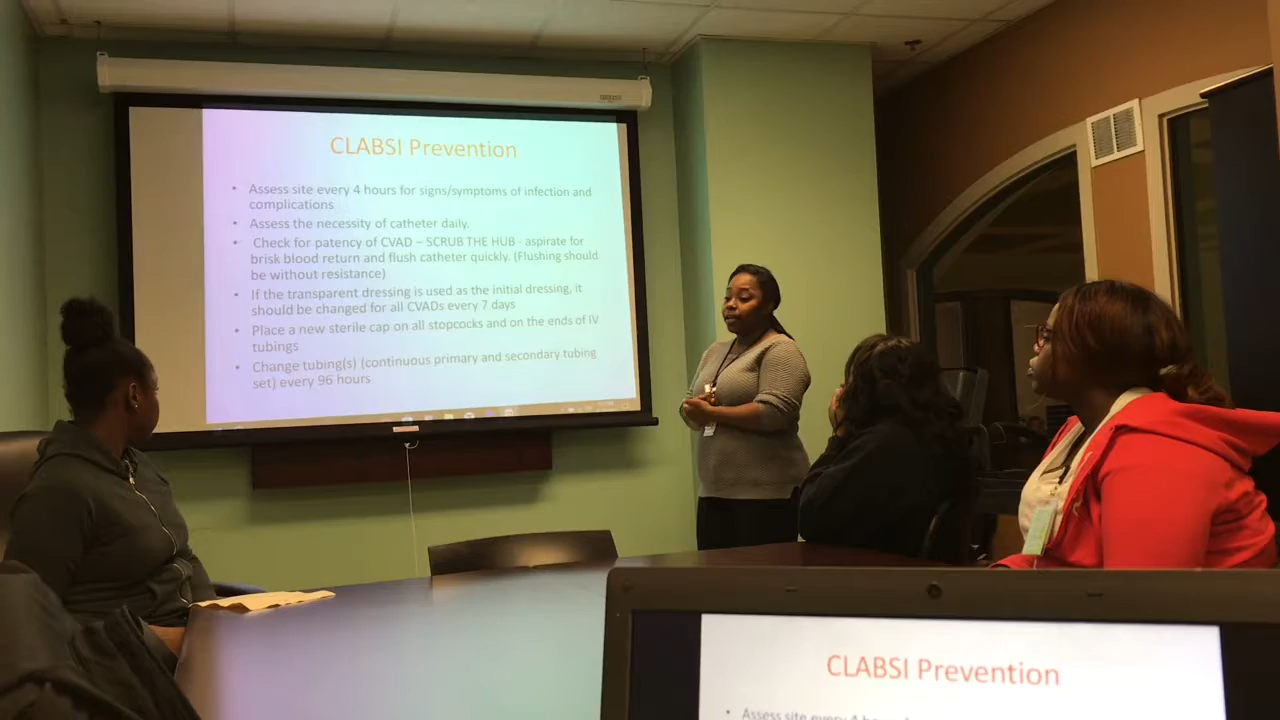 CLABSI Prevention
• Assess site every 4 hours for signs/symptoms of infection and
complications
• Assess the necessity of catheter daily.
• Check for patency of CVAD – SCRUB THE HUB - aspirate for
brisk blood return and flush catheter quickly. (Flushing should
be without resistance)
• If the transparent dressing is used as the initial dressing, it
should be changed for all CVADs every 7 days
• Place a new sterile cap on all stopcocks and on the ends of IV
tubings
• Change tubing(s) (continuous primary and secondary tubing
set) every 96 hours
CLABSI Prevention
• Assess site every 4